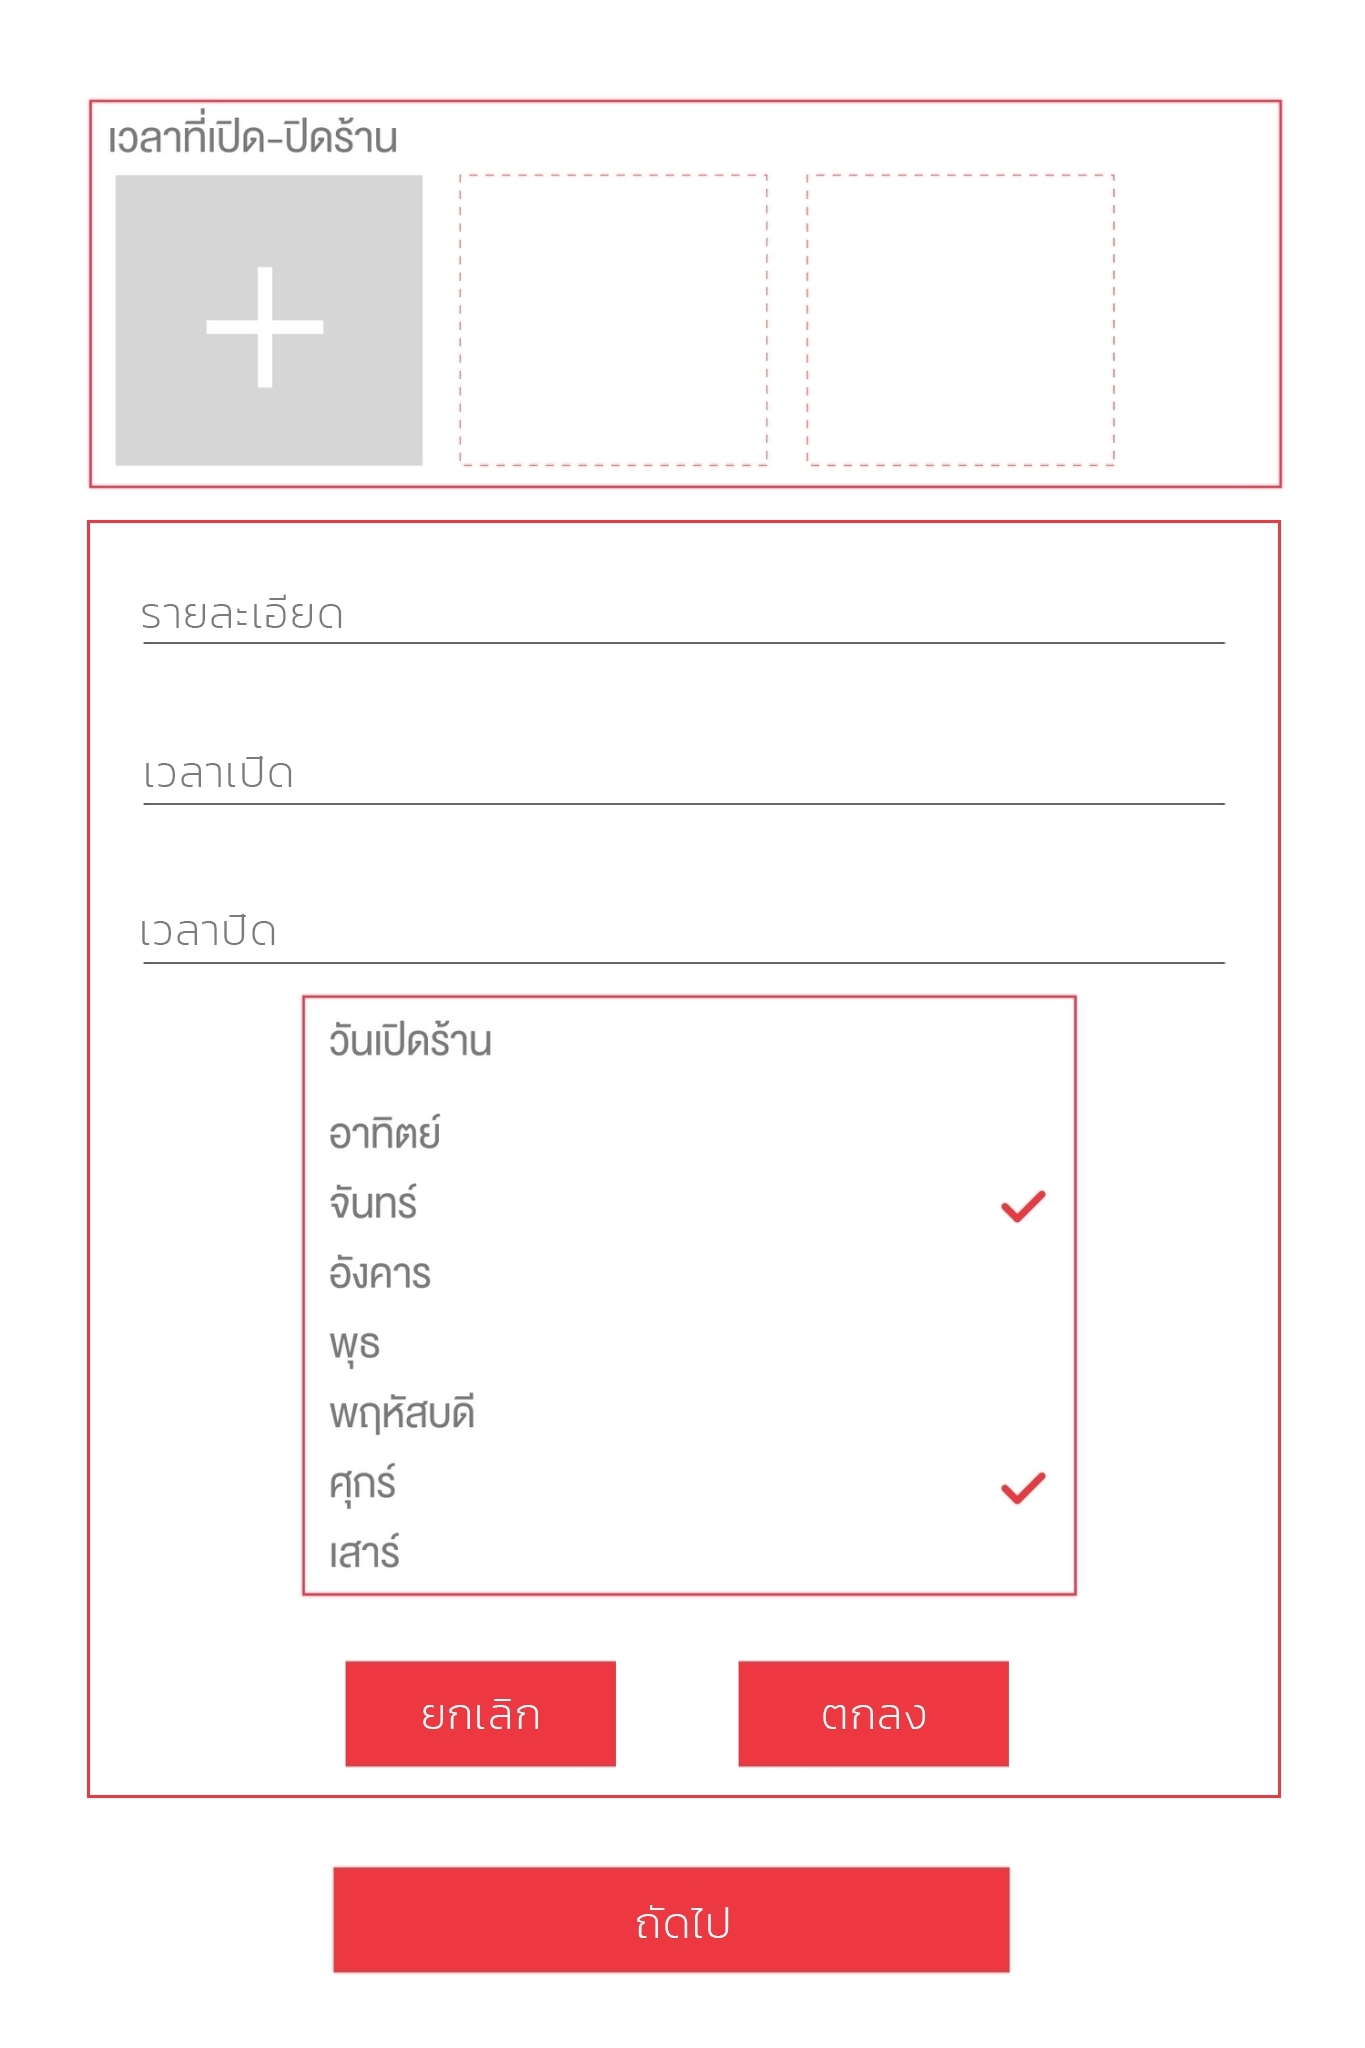 เวลาที่เปิด-ปิดร้าน
รายละเอียด
เวลาเปิด
เวลาปิด
วันเปิดร้าน
อาทิตย์
จันทร์
อังคาร
พุธ
พฤหัสบดี
ศุกร์
เสาร์
ยกเลิก ตกลง
ถัดไป